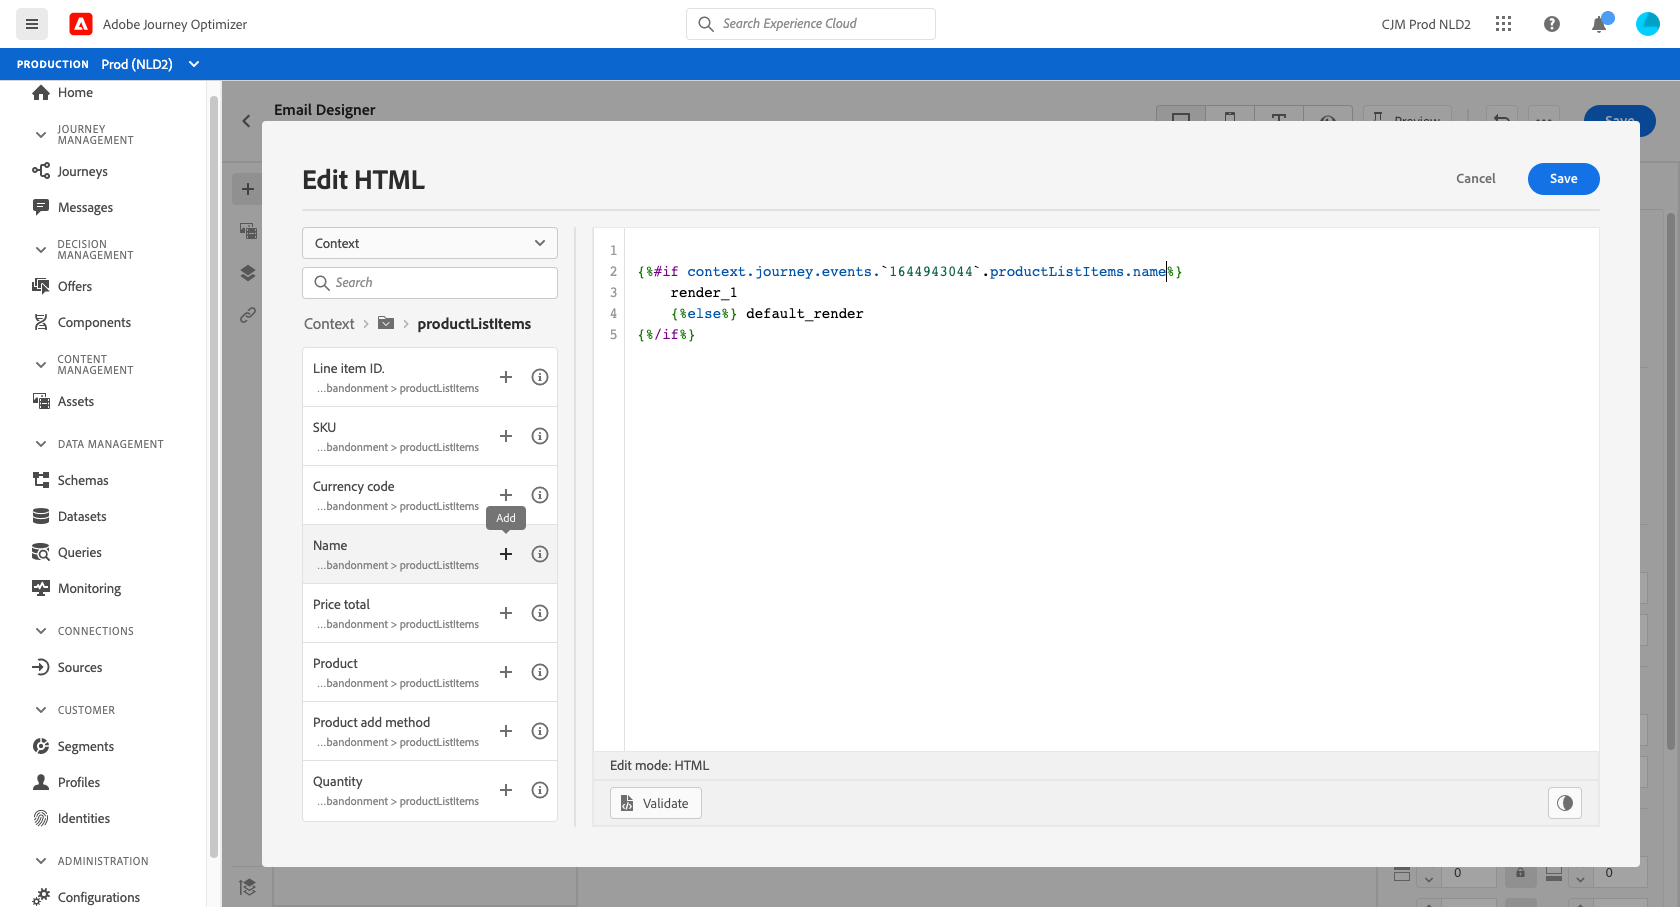 Adobe Journey Optimizer
Search Experience Cloud
CJM Prod NLD2
PRODUCTION Prod (NLD2)
Home
JOURNEY
MANAGEMENT
Journeys
Messages
DECISION
MANAGEMENT
Offers
Components
CONTENT
MANAGEMENT
Assets
DATA MANAGEMENT
Schemas
Datasets
Queries
Monitoring
CONNECTIONS
Sources
CUSTOMER
Segments
Profiles
Identities
ADMINISTRATION
Configurations
Email Designer
Preview
Save
Edit HTML
Cancel
Save
Context
Search
Context > productListItems
Line item ID.
...bandonment > productListItems
SKU
...bandonment > productListItems
Currency code
...bandonment > productListItems
Add
Name
...bandonment > productListItems
Price total
...bandonment > productListItems
Product
...bandonment > productListItems
Product add method
...bandonment > productListItems
Quantity
...bandonment > productListItems
1
2 {%#if context.journey.events.`1644943044`.productListItems.name%}
3 render_1
4 {%else%} default_render
5 {%/if%}
Edit mode: HTML
Validate
0
0